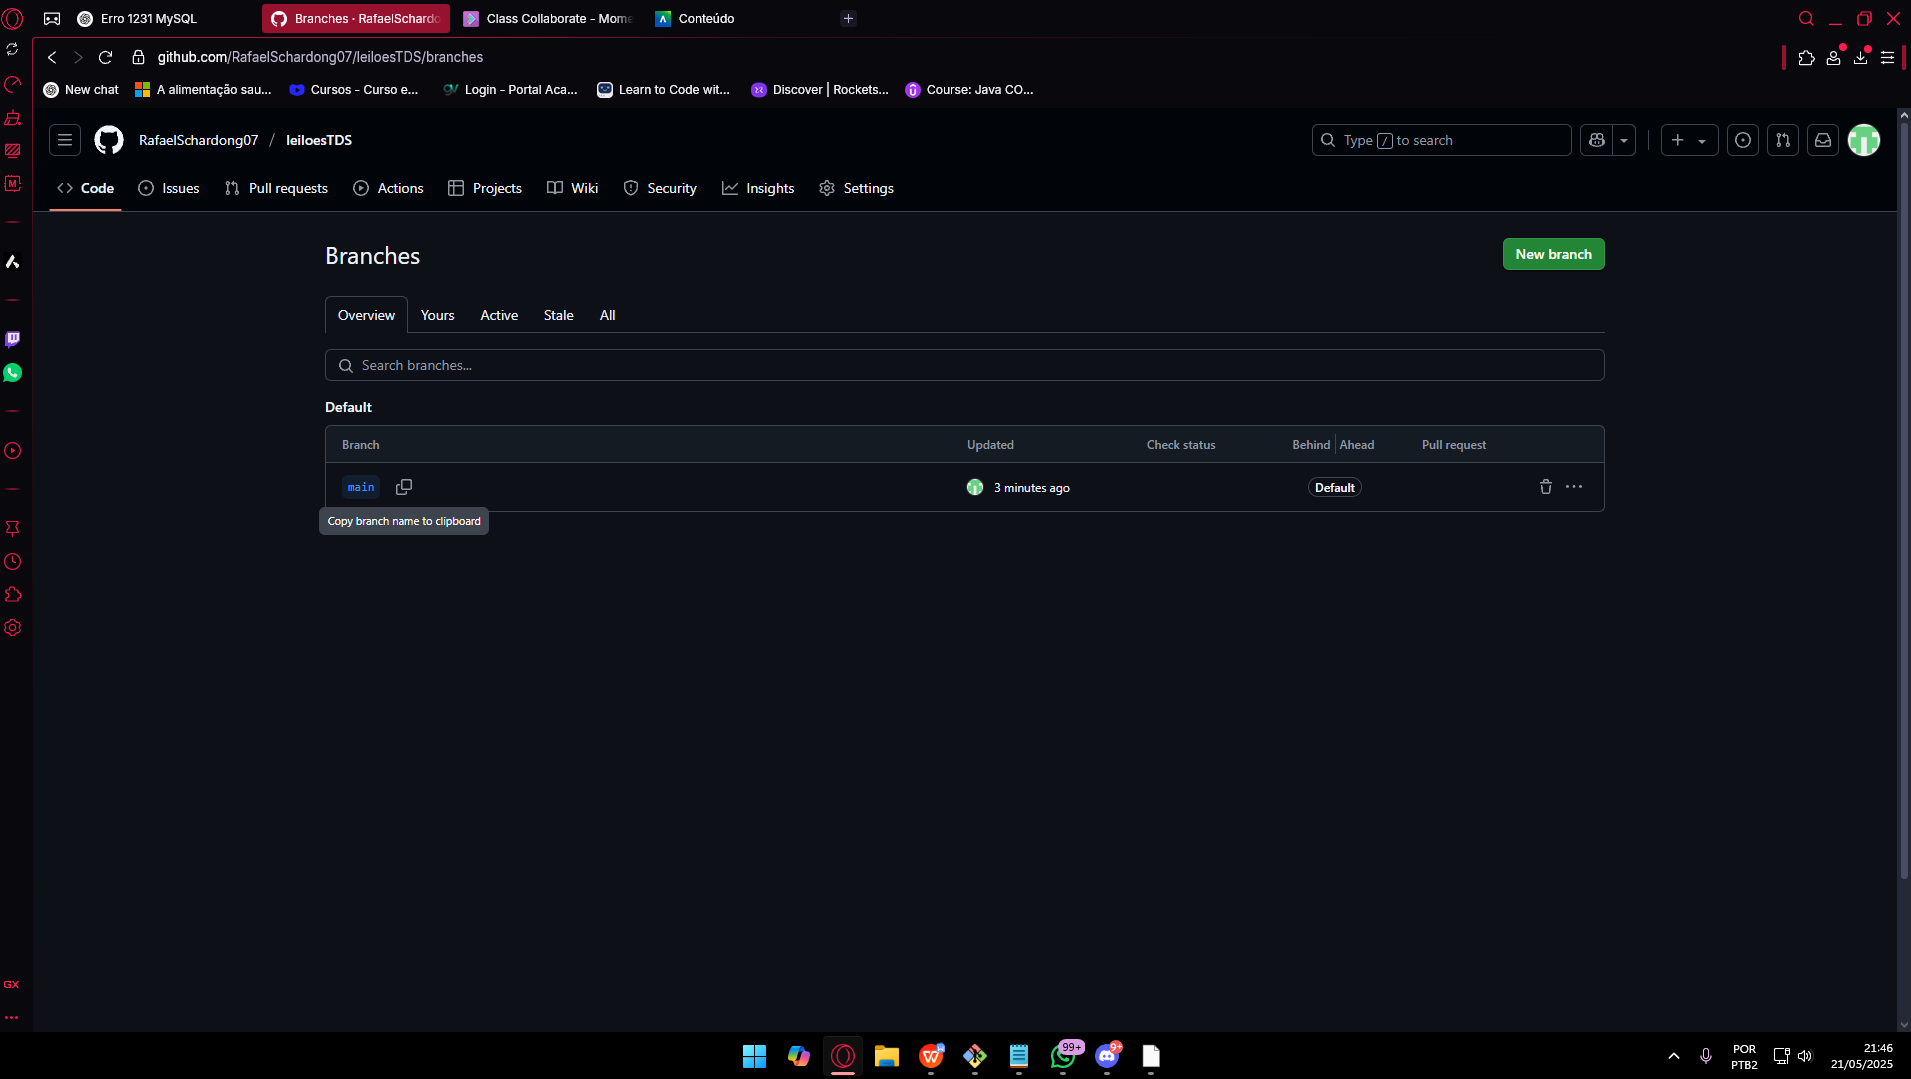 Erro 1231 MySQL
Branches · RafaelSchardo
Class Collaborate - Mome
Conteúdo
github.com/RafaelSchardong07/leiloesTDS/branches
New chat
A alimentação sau...
Cursos - Curso e...
Login - Portal Aca...
Learn to Code wit...
Discover | Rockets...
Course: Java CO...
RafaelSchardong07 / leiloesTDS
Type / to search
Code
Issues
Pull requests
Actions
Projects
Wiki
Security
Insights
Settings
Branches
New branch
Overview
Yours
Active
Stale
All
Search branches...
Default
Branch
Updated
Check status
Behind
Ahead
Pull request
main
3 minutes ago
Default
Copy branch name to clipboard
GX
99+
9+
POR
PTB2
21:46
21/05/2025